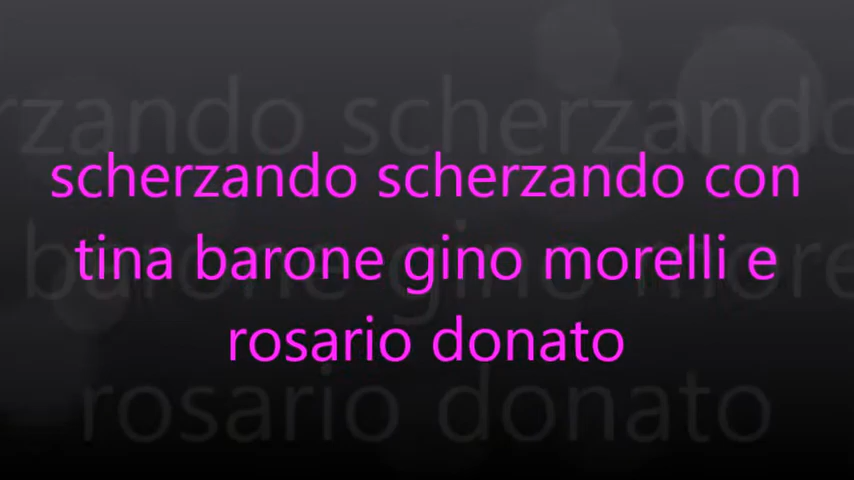 scherzando scherzando con
tina barone gino morelli e
rosario donato